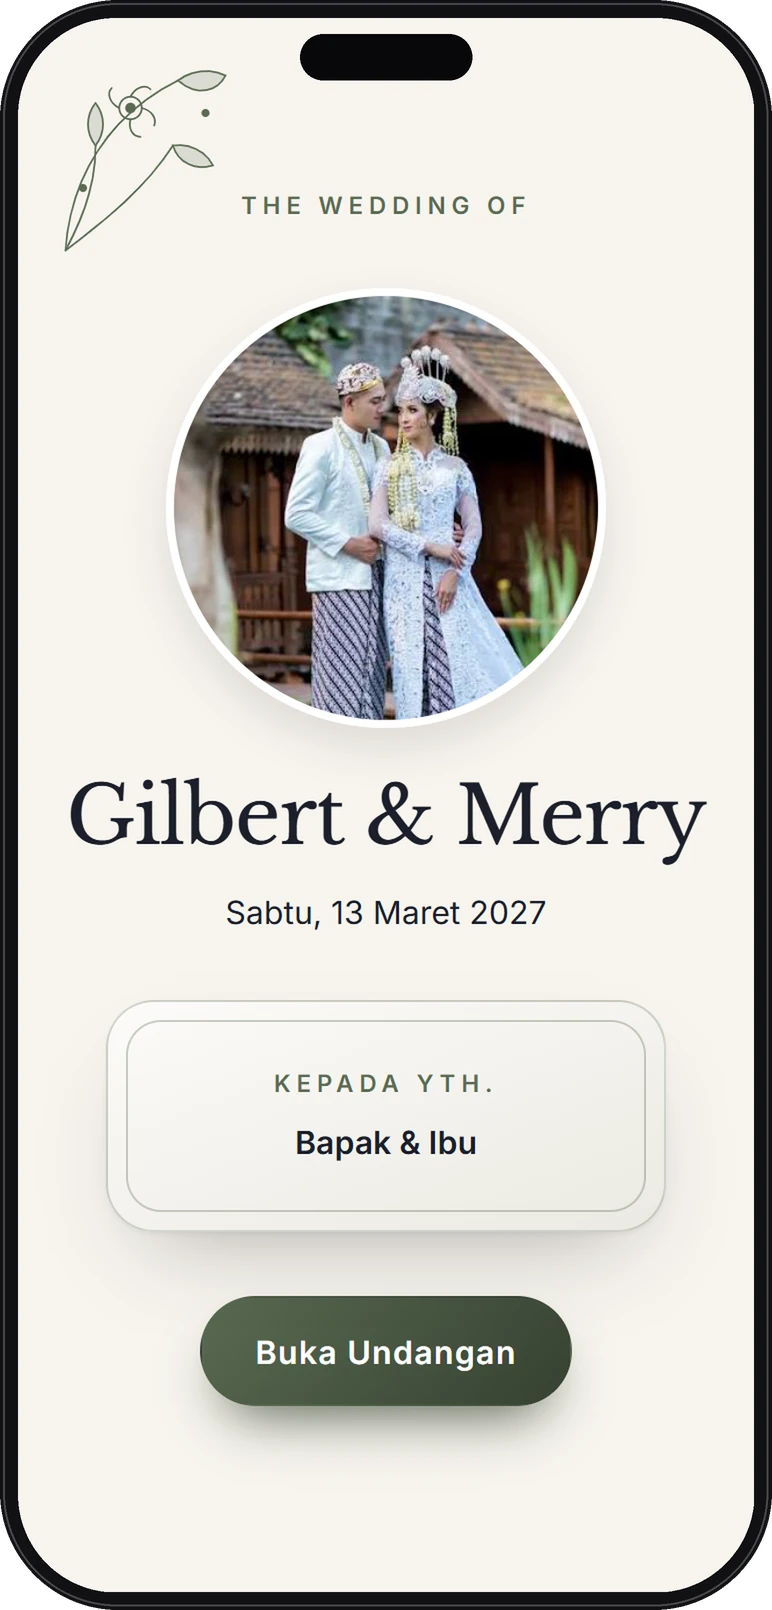 THE WEDDING OF
Gilbert & Merry
Sabtu, 13 Maret 2027
KEPADA YTH.
Bapak & Ibu
Buka Undangan